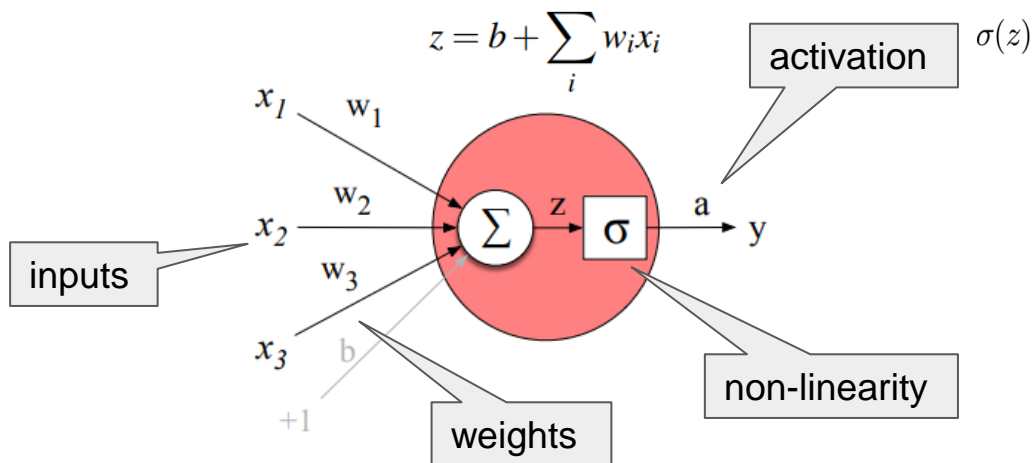 z = b + ∑ᵢ wᵢxᵢ
activation
σ(z)
x₁
w₁
x₂
w₂
z
a
∑
σ
y
inputs
w₃
x₃
b
+1
weights
non-linearity